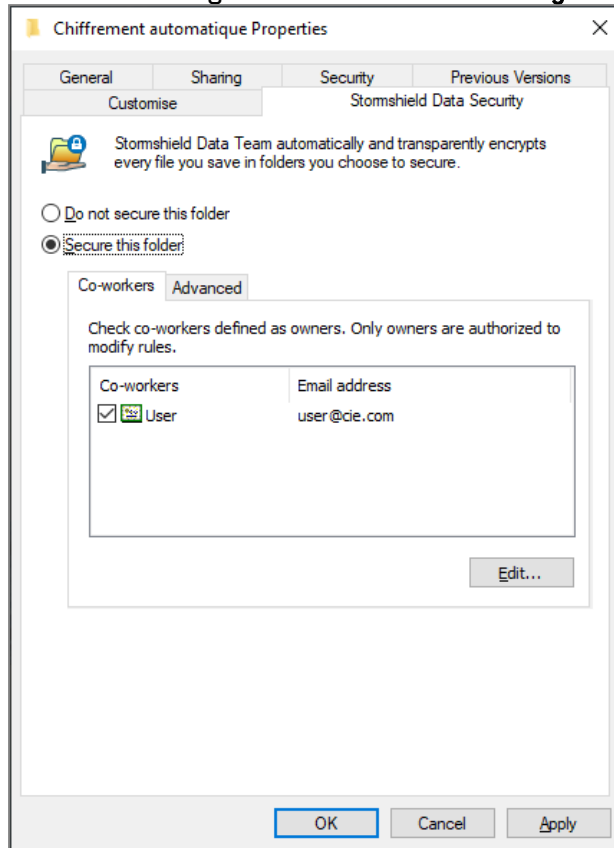 Chiffrement automatique Properties
General Sharing Security Previous Versions
Customise Stormshield Data Security
Stormshield Data Team automatically and transparently encrypts
every file you save in folders you choose to secure.
Do not secure this folder
Secure this folder
Co-workers Advanced
Check co-workers defined as owners. Only owners are authorized to
modify rules.
Co-workers Email address
User user@cie.com
Edit...
OK Cancel Apply